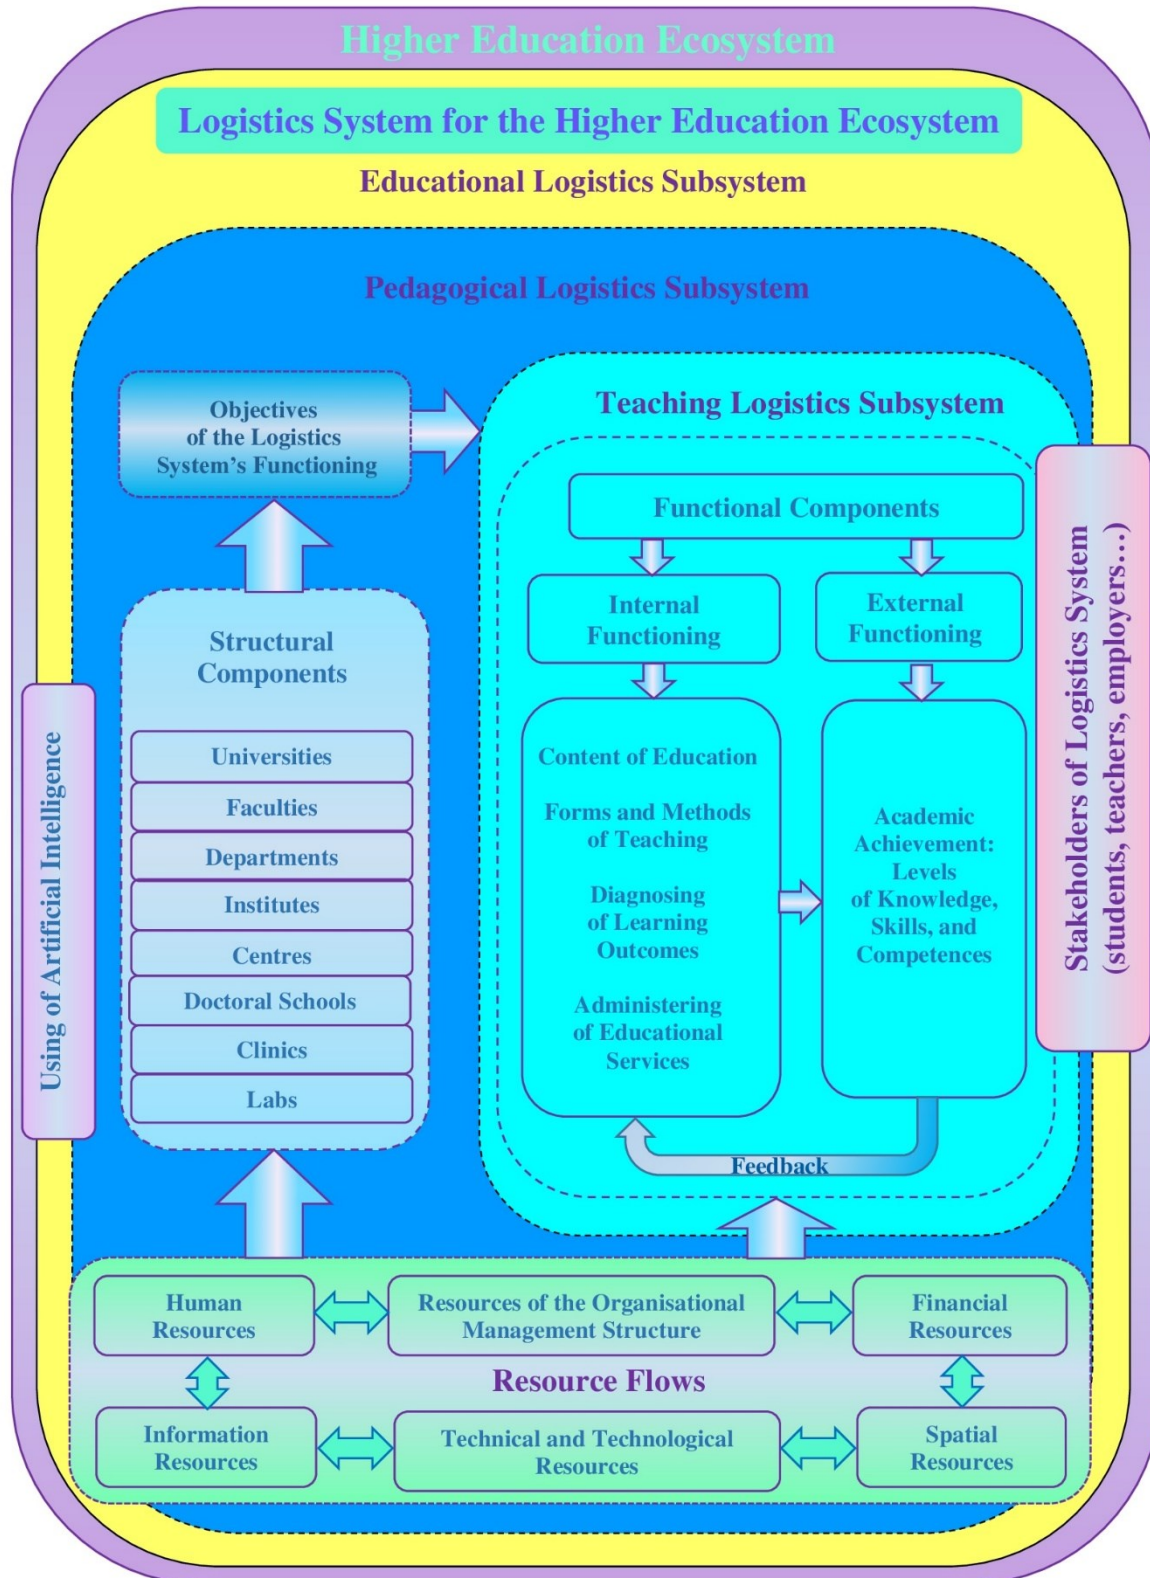 Higher Education Ecosystem
Logistics System for the Higher Education Ecosystem
Educational Logistics Subsystem
Pedagogical Logistics Subsystem
Objectives
of the Logistics
System’s Functioning
Structural
Components
Universities
Faculties
Departments
Institutes
Centres
Doctoral Schools
Clinics
Labs
Using of Artificial Intelligence
Teaching Logistics Subsystem
Functional Components
Internal
Functioning
External
Functioning
Content of Education
Forms and Methods
of Teaching
Diagnosing
of Learning
Outcomes
Administering
of Educational
Services
Academic
Achievement:
Levels
of Knowledge,
Skills, and
Competences
Feedback
Stakeholders of Logistics System
(students, teachers, employers…)
Human
Resources
Resources of the Organisational
Management Structure
Financial
Resources
Resource Flows
Information
Resources
Technical and Technological
Resources
Spatial
Resources